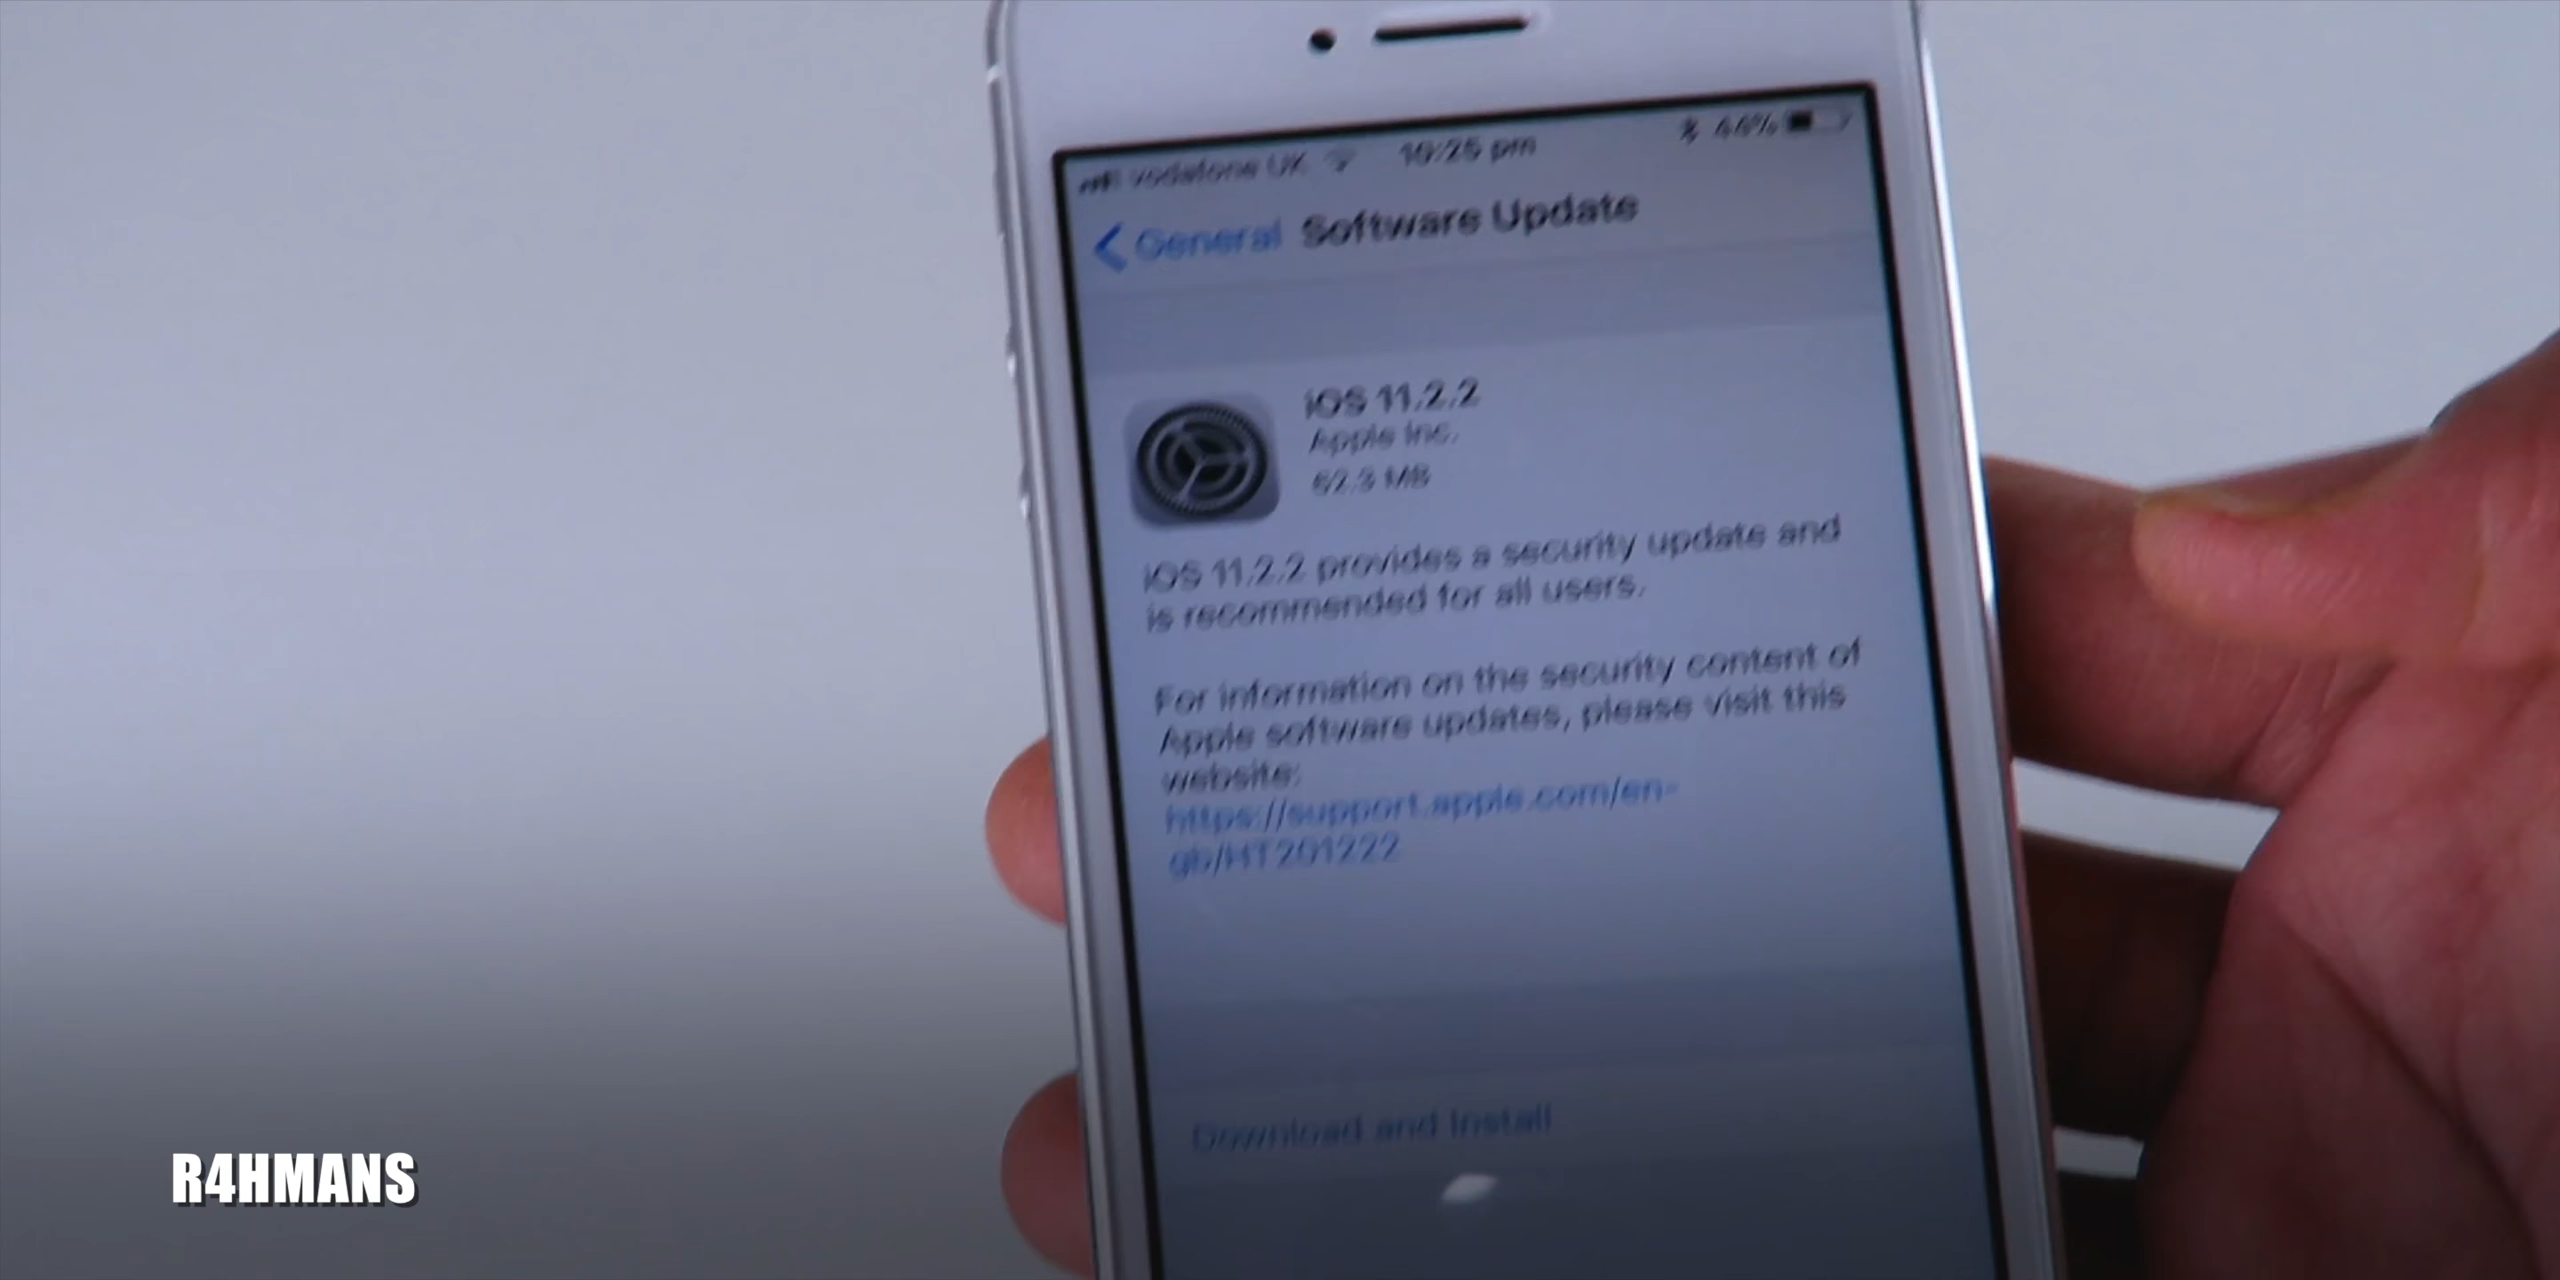 vodafone UK 10:25 pm 44%
General Software Update
iOS 11.2.2
Apple Inc.
62.3 MB
iOS 11.2.2 provides a security update and
is recommended for all users.
For information on the security content of
Apple software updates, please visit this
website:
https://support.apple.com/en-
gb/HT201222
Download and Install
R4HMANS